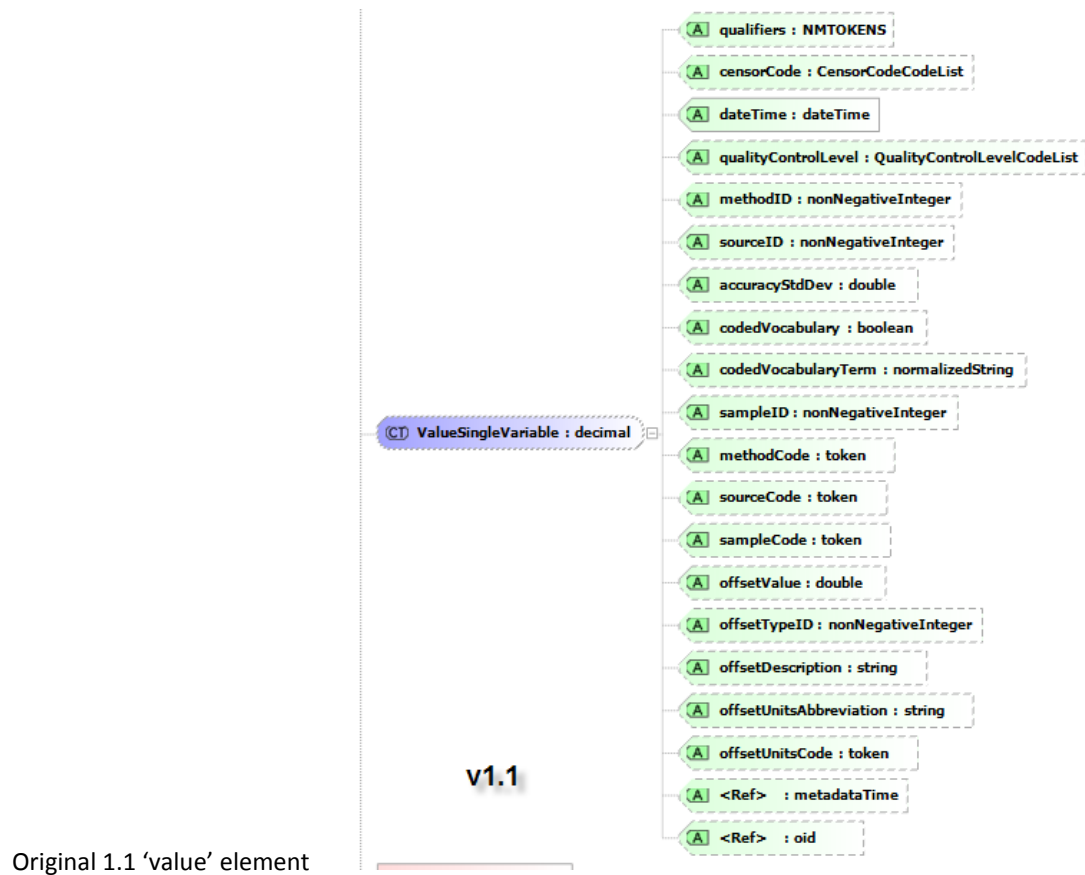 A qualifiers : NMTOKENS
A censorCode : CensorCodeCodeList
A dateTime : dateTime
A qualityControlLevel : QualityControlLevelCodeList
A methodID : nonNegativeInteger
A sourceID : nonNegativeInteger
A accuracyStdDev : double
A codedVocabulary : boolean
A codedVocabularyTerm : normalizedString
A sampleID : nonNegativeInteger
CT ValueSingleVariable : decimal
A methodCode : token
A sourceCode : token
A sampleCode : token
A offsetValue : double
A offsetTypeID : nonNegativeInteger
A offsetDescription : string
A offsetUnitsAbbreviation : string
A offsetUnitsCode : token
v1.1
A <Ref> : metadataTime
A <Ref> : oid
Original 1.1 ‘value’ element